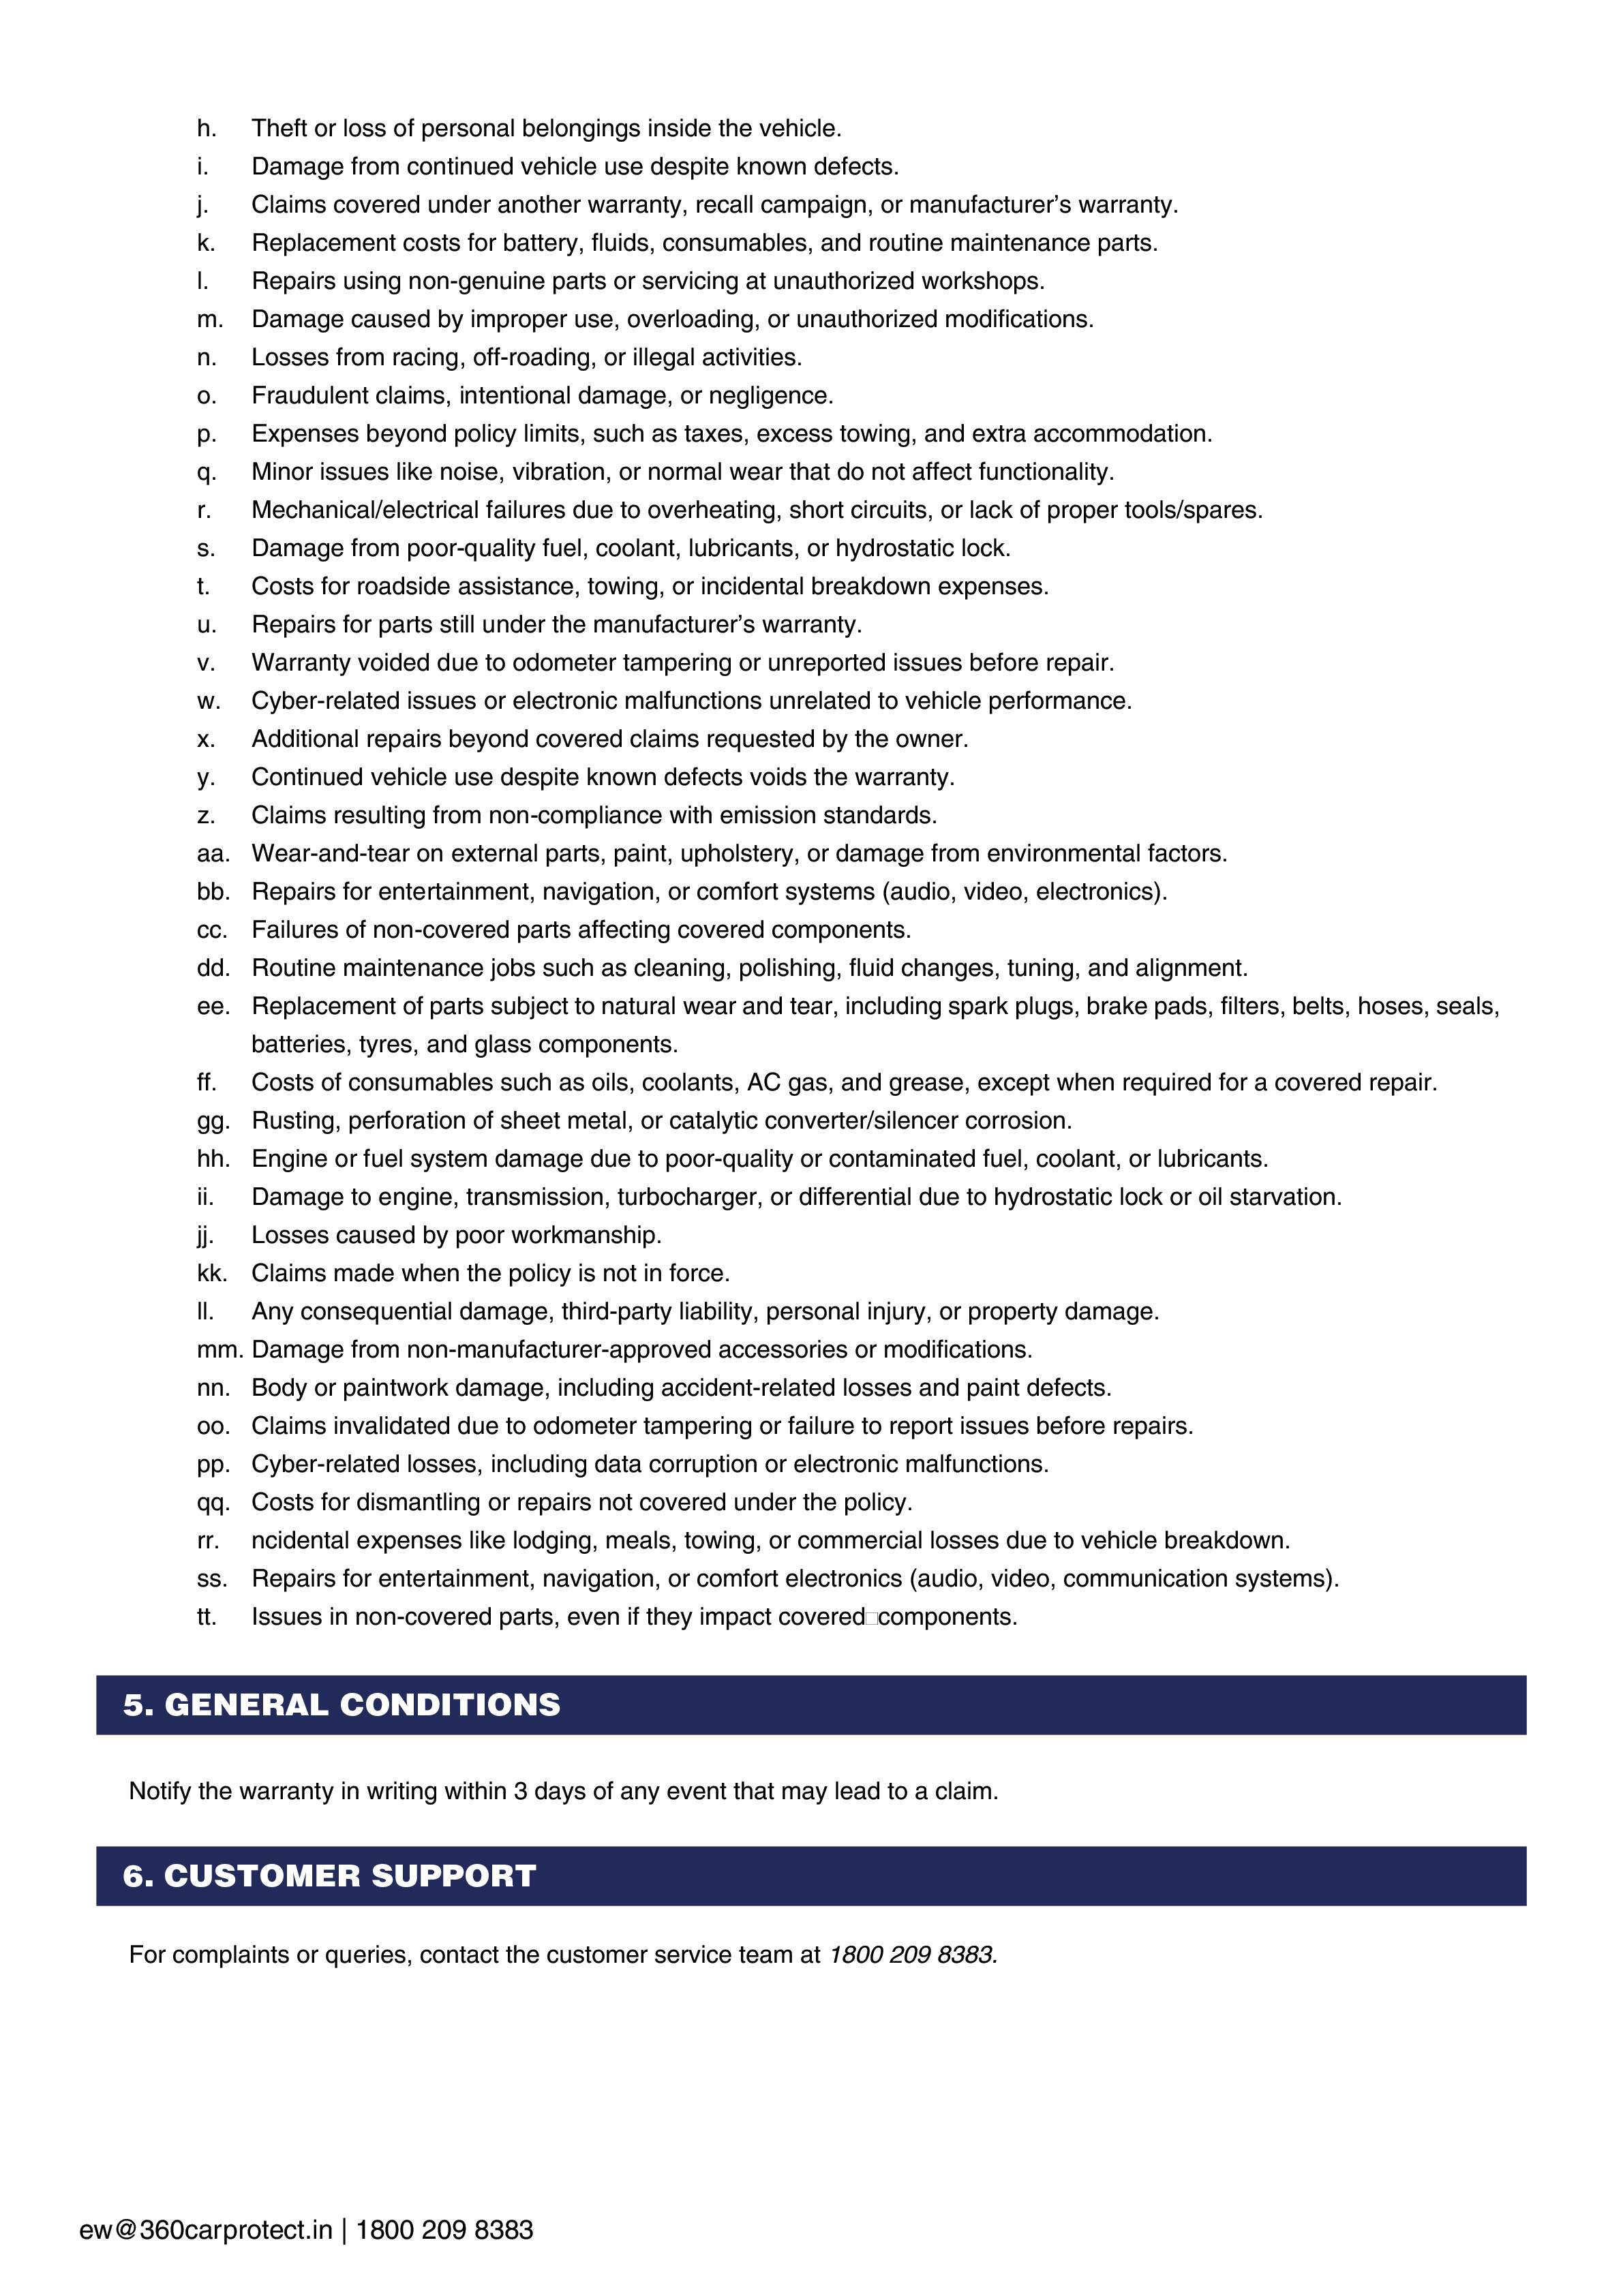 h. Theft or loss of personal belongings inside the vehicle.
i. Damage from continued vehicle use despite known defects.
j. Claims covered under another warranty, recall campaign, or manufacturer’s warranty.
k. Replacement costs for battery, fluids, consumables, and routine maintenance parts.
l. Repairs using non-genuine parts or servicing at unauthorized workshops.
m. Damage caused by improper use, overloading, or unauthorized modifications.
n. Losses from racing, off-roading, or illegal activities.
o. Fraudulent claims, intentional damage, or negligence.
p. Expenses beyond policy limits, such as taxes, excess towing, and extra accommodation.
q. Minor issues like noise, vibration, or normal wear that do not affect functionality.
r. Mechanical/electrical failures due to overheating, short circuits, or lack of proper tools/spares.
s. Damage from poor-quality fuel, coolant, lubricants, or hydrostatic lock.
t. Costs for roadside assistance, towing, or incidental breakdown expenses.
u. Repairs for parts still under the manufacturer’s warranty.
v. Warranty voided due to odometer tampering or unreported issues before repair.
w. Cyber-related issues or electronic malfunctions unrelated to vehicle performance.
x. Additional repairs beyond covered claims requested by the owner.
y. Continued vehicle use despite known defects voids the warranty.
z. Claims resulting from non-compliance with emission standards.
aa. Wear-and-tear on external parts, paint, upholstery, or damage from environmental factors.
bb. Repairs for entertainment, navigation, or comfort systems (audio, video, electronics).
cc. Failures of non-covered parts affecting covered components.
dd. Routine maintenance jobs such as cleaning, polishing, fluid changes, tuning, and alignment.
ee. Replacement of parts subject to natural wear and tear, including spark plugs, brake pads, filters, belts, hoses, seals,
batteries, tyres, and glass components.
ff. Costs of consumables such as oils, coolants, AC gas, and grease, except when required for a covered repair.
gg. Rusting, perforation of sheet metal, or catalytic converter/silencer corrosion.
hh. Engine or fuel system damage due to poor-quality or contaminated fuel, coolant, or lubricants.
ii. Damage to engine, transmission, turbocharger, or differential due to hydrostatic lock or oil starvation.
jj. Losses caused by poor workmanship.
kk. Claims made when the policy is not in force.
ll. Any consequential damage, third-party liability, personal injury, or property damage.
mm. Damage from non-manufacturer-approved accessories or modifications.
nn. Body or paintwork damage, including accident-related losses and paint defects.
oo. Claims invalidated due to odometer tampering or failure to report issues before repairs.
pp. Cyber-related losses, including data corruption or electronic malfunctions.
qq. Costs for dismantling or repairs not covered under the policy.
rr. ncidental expenses like lodging, meals, towing, or commercial losses due to vehicle breakdown.
ss. Repairs for entertainment, navigation, or comfort electronics (audio, video, communication systems).
tt. Issues in non-covered parts, even if they impact covered□components.
5. GENERAL CONDITIONS
Notify the warranty in writing within 3 days of any event that may lead to a claim.
6. CUSTOMER SUPPORT
For complaints or queries, contact the customer service team at 1800 209 8383.
ew@360carprotect.in | 1800 209 8383